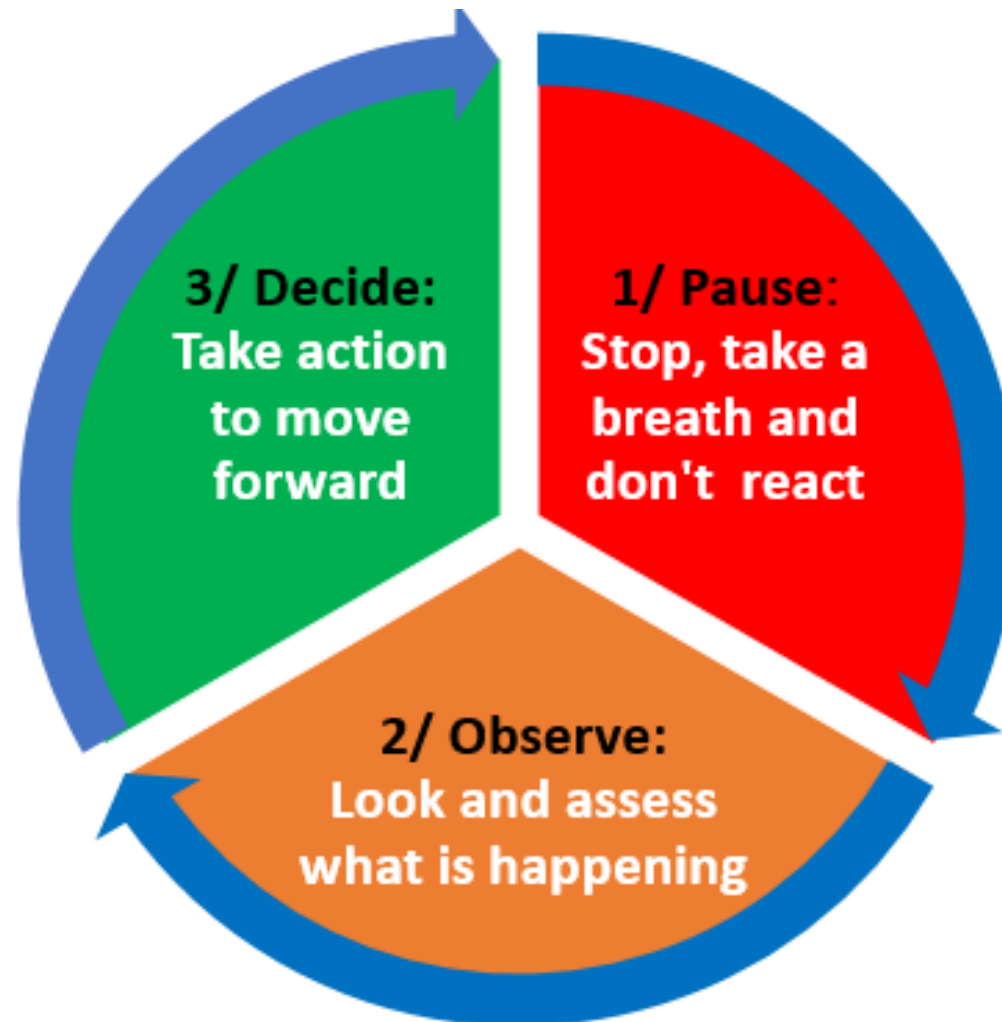 1/ Pause:
Stop, take a
breath and
don't  react
2/ Observe:
Look and assess
what is happening
3/ Decide:
Take action
to move
forward